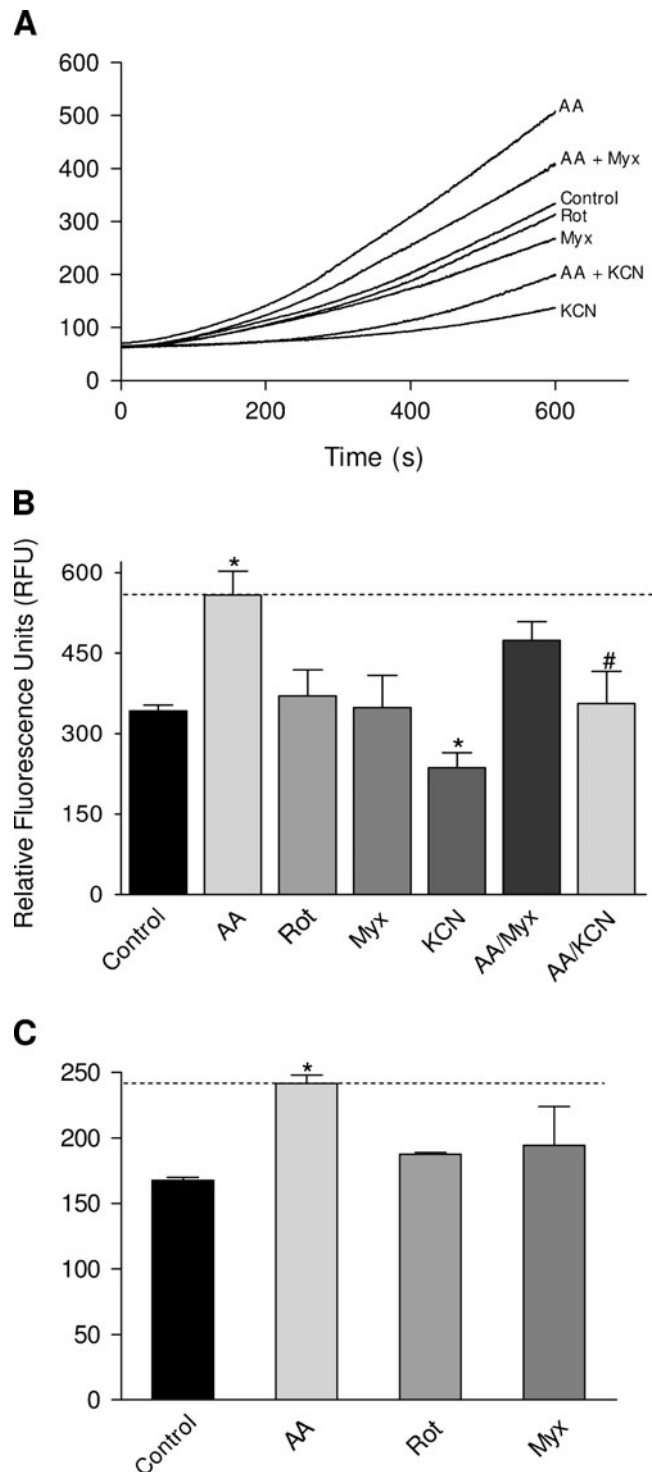 A
600
500
400
300
200
100
0
AA
AA + Myx
Control
Rot
Myx
AA + KCN
KCN
0 200 400 600
Time (s)
B
Relative Fluorescence Units (RFU)
600
450
300
150
0
*
*
#
Control AA Rot Myx KCN AA/Myx AA/KCN
C
250
200
150
100
50
0
*
Control AA Rot Myx